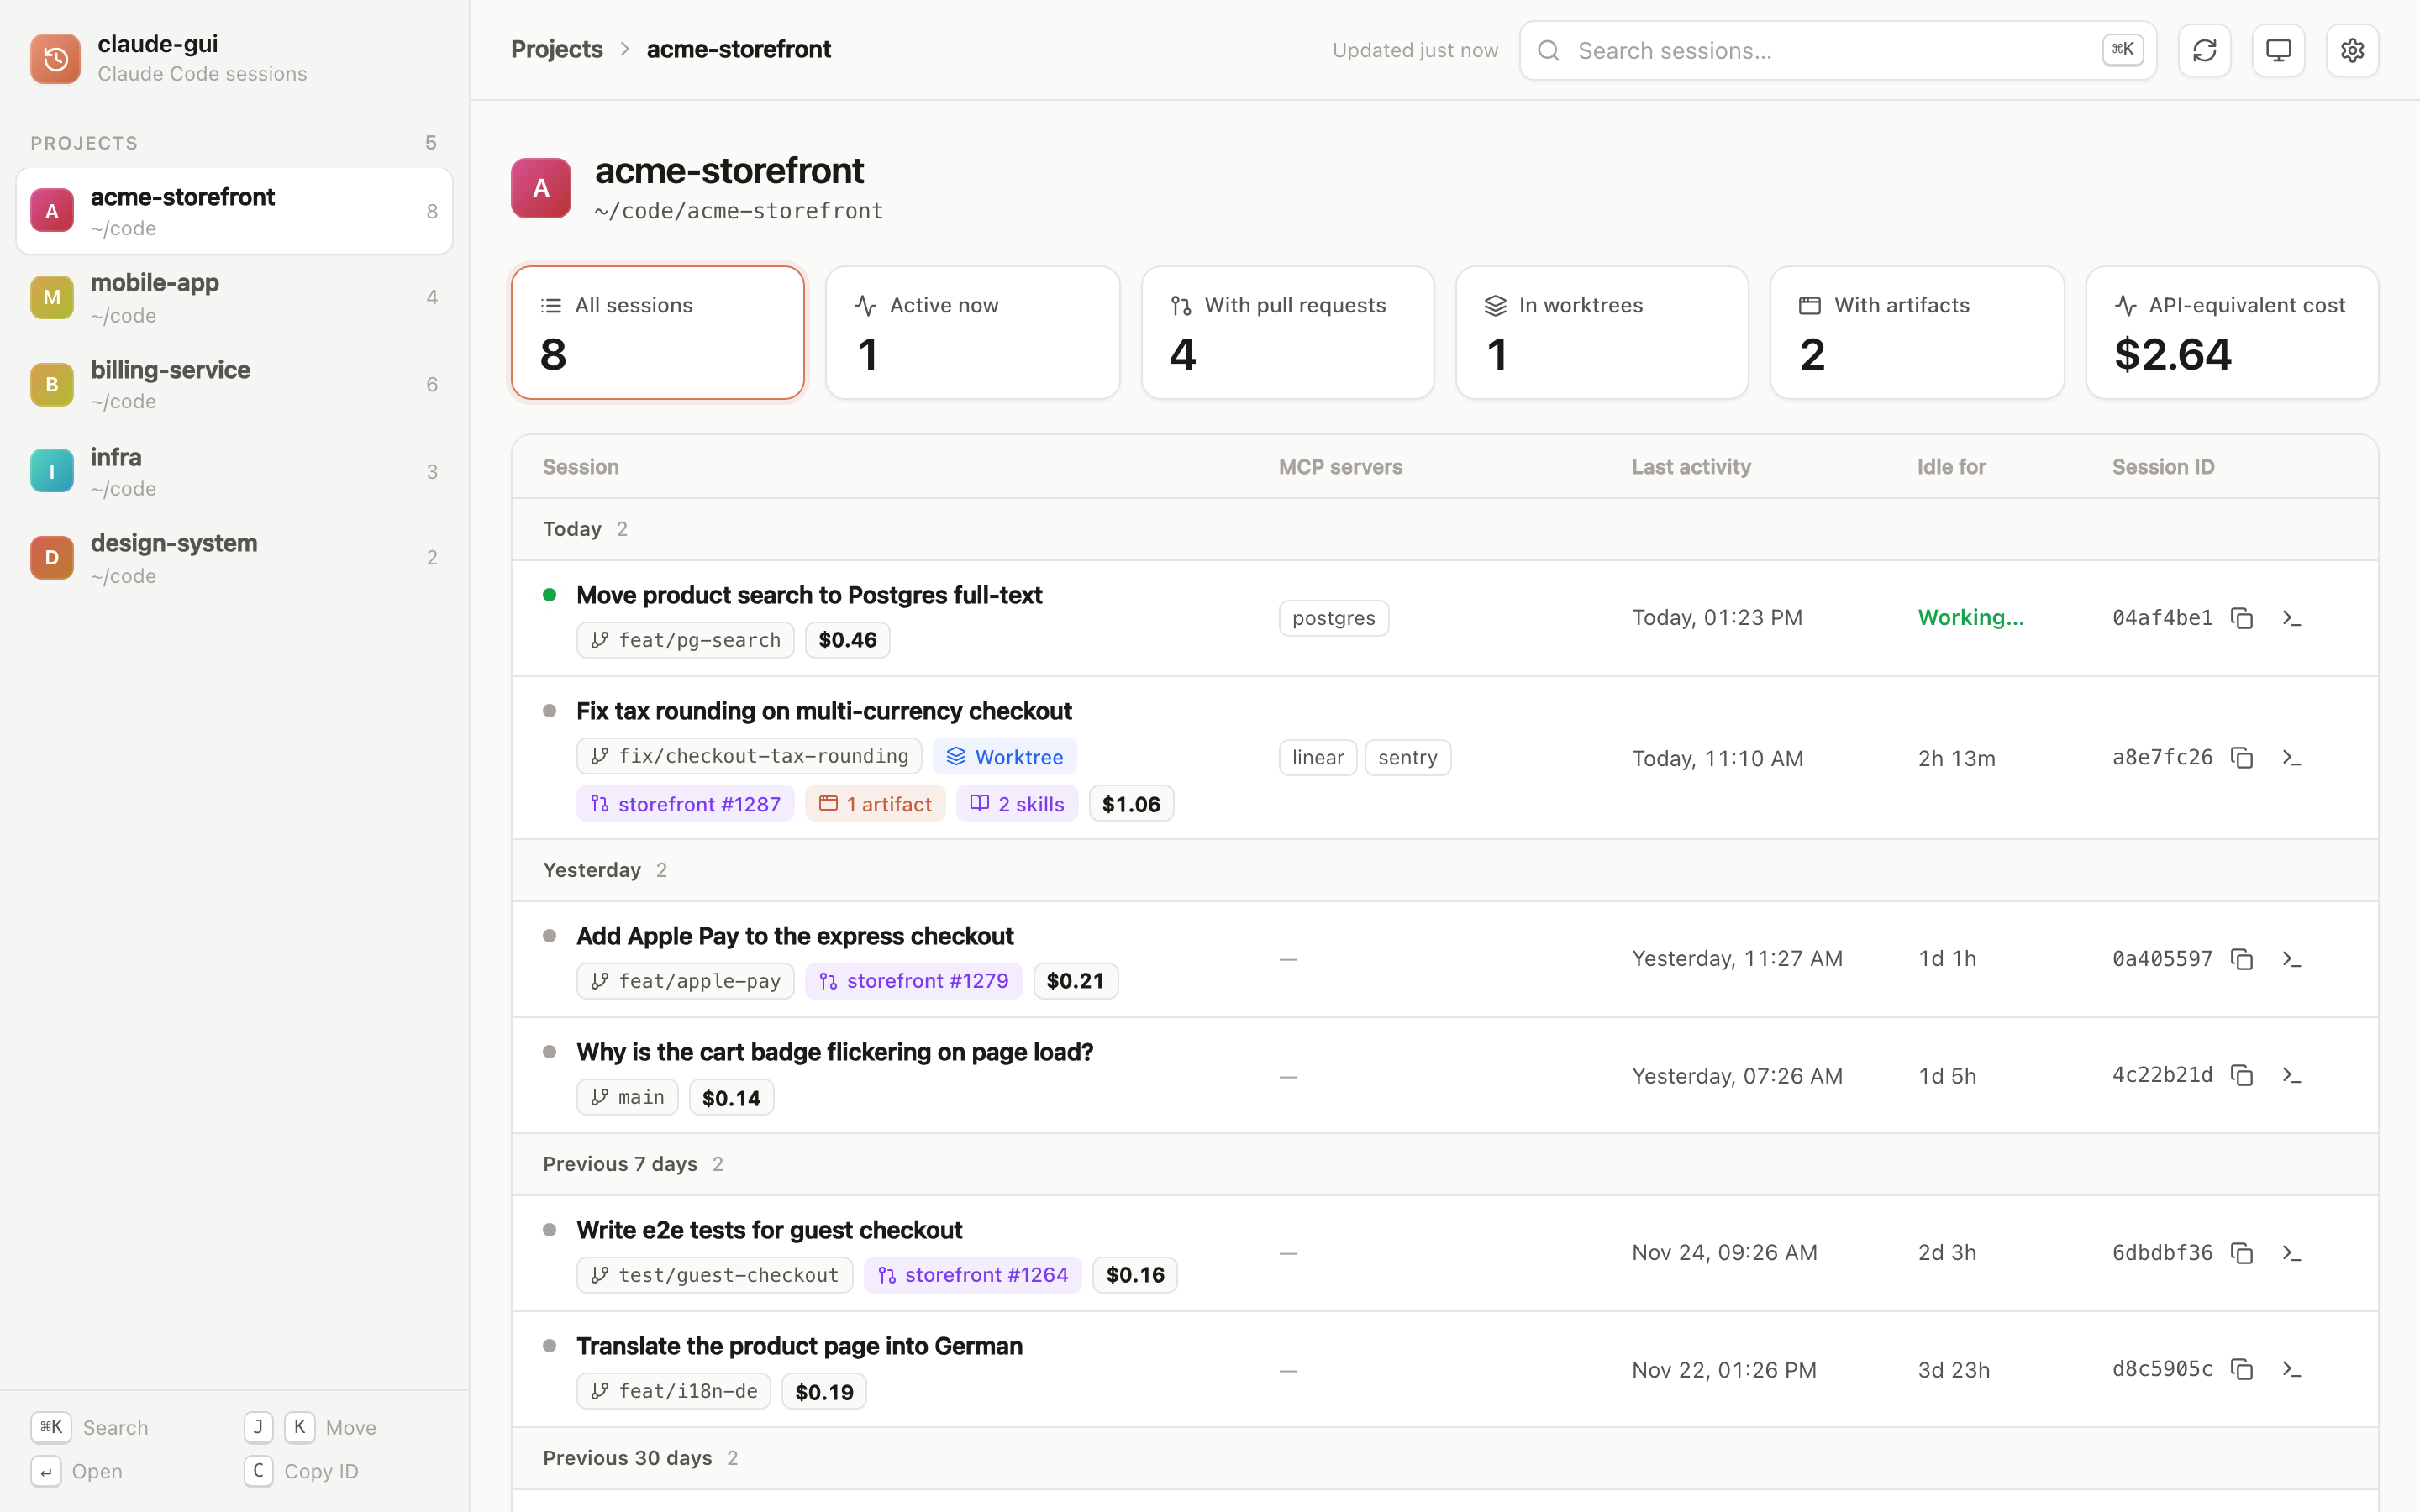 claude-gui
Claude Code sessions
PROJECTS 5
A acme-storefront 8
~/code
M mobile-app 4
~/code
B billing-service 6
~/code
I infra 3
~/code
D design-system 2
~/code
⌘K Search J K Move
↵ Open C Copy ID
Projects > acme-storefront Updated just now Search sessions... ⌘K
A acme-storefront
~/code/acme-storefront
All sessions
8
Active now
1
With pull requests
4
In worktrees
1
With artifacts
2
API-equivalent cost
$2.64
Session MCP servers Last activity Idle for Session ID
Today 2
Move product search to Postgres full-text
feat/pg-search $0.46
postgres Today, 01:23 PM Working... 04af4be1
Fix tax rounding on multi-currency checkout
fix/checkout-tax-rounding Worktree
storefront #1287 1 artifact 2 skills $1.06
linear sentry Today, 11:10 AM 2h 13m a8e7fc26
Yesterday 2
Add Apple Pay to the express checkout
feat/apple-pay storefront #1279 $0.21
— Yesterday, 11:27 AM 1d 1h 0a405597
Why is the cart badge flickering on page load?
main $0.14
— Yesterday, 07:26 AM 1d 5h 4c22b21d
Previous 7 days 2
Write e2e tests for guest checkout
test/guest-checkout storefront #1264 $0.16
— Nov 24, 09:26 AM 2d 3h 6dbdbf36
Translate the product page into German
feat/i18n-de $0.19
— Nov 22, 01:26 PM 3d 23h d8c5905c
Previous 30 days 2